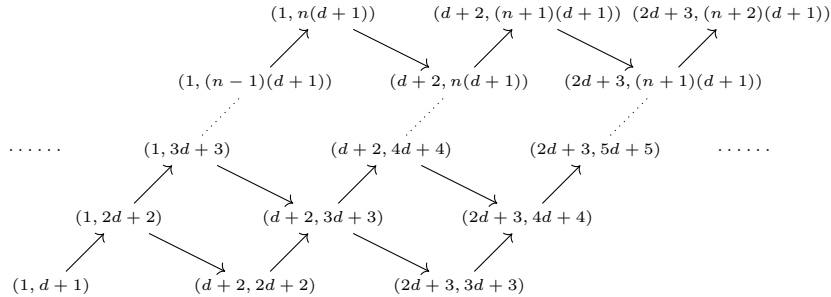 (1, n(d+1)) (d+2, (n+1)(d+1)) (2d+3, (n+2)(d+1))
(1, (n−1)(d+1)) (d+2, n(d+1)) (2d+3, (n+1)(d+1))
...... (1, 3d+3) (d+2, 4d+4) (2d+3, 5d+5) ......
(1, 2d+2) (d+2, 3d+3) (2d+3, 4d+4)
(1, d+1) (d+2, 2d+2) (2d+3, 3d+3)